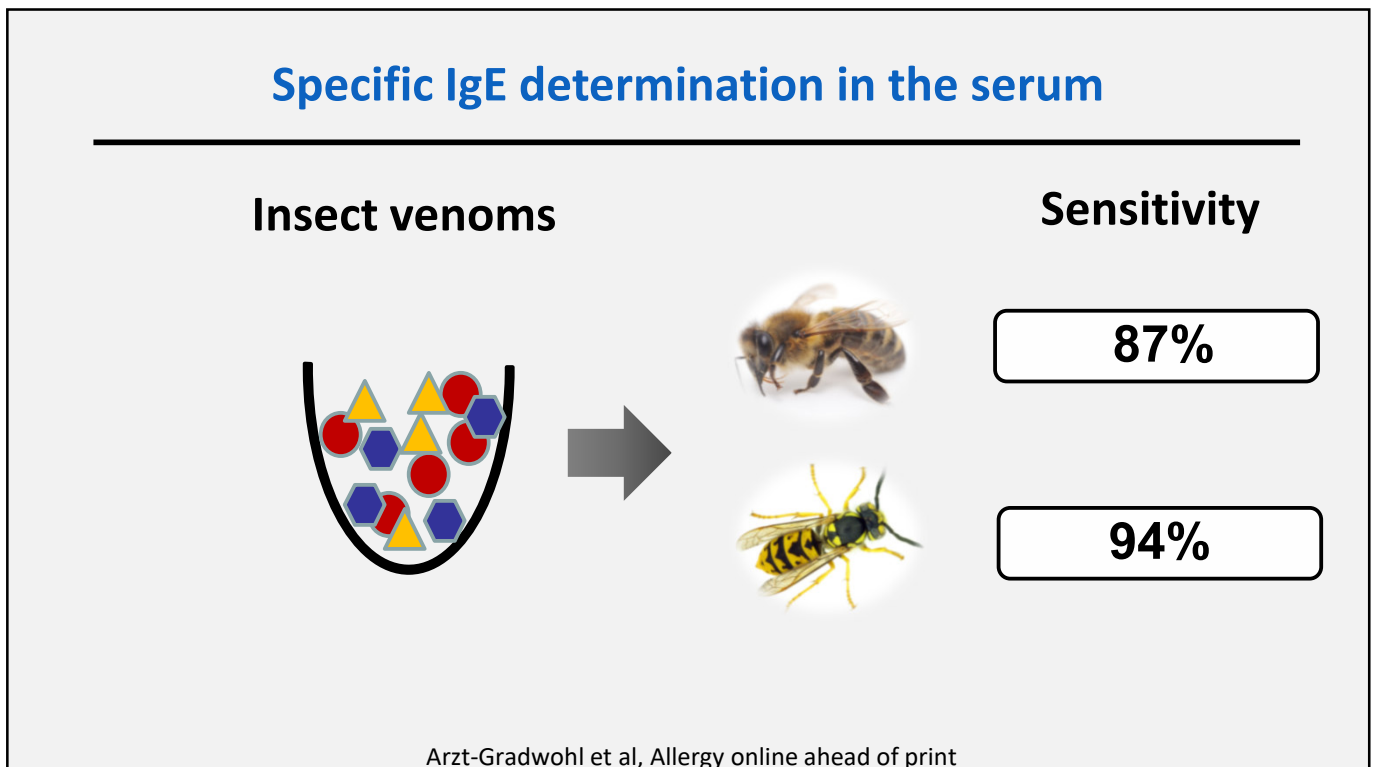 Specific IgE determination in the serum
Insect venoms
Sensitivity
87%
94%
Arzt-Gradwohl et al, Allergy online ahead of print